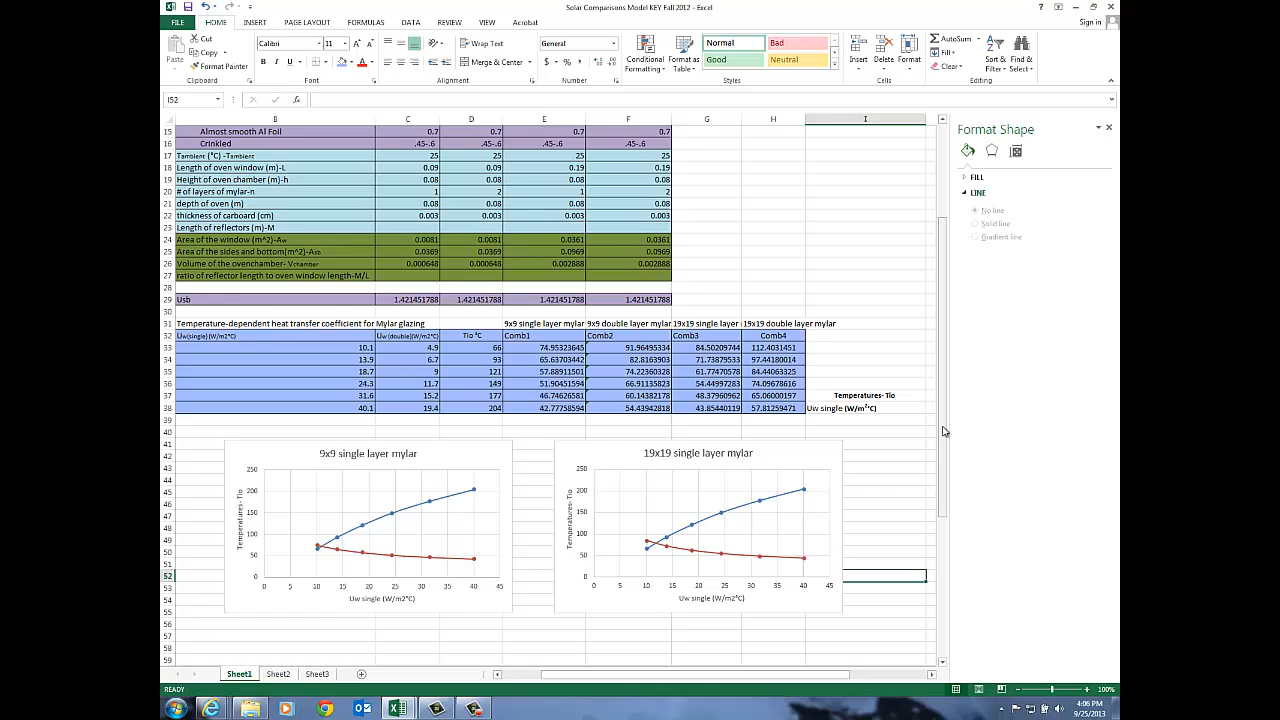 Solar Comparisons Model KEY Fall 2012 - Excel
FILE HOME INSERT PAGE LAYOUT FORMULAS DATA REVIEW VIEW Acrobat Sign in
Cut
Copy
Format Painter
Paste
Clipboard
Calibri 11
B I U
Font
Wrap Text
Merge & Center
Alignment
General
$ % ,
Number
Conditional Formatting
Format as Table
Normal Bad
Good Neutral
Styles
Insert Delete Format
Cells
AutoSum
Fill
Clear
Sort & Filter
Find & Select
Editing
I52
fx
B C D E F G H I
15 Almost smooth Al Foil 0.7 0.7 0.7 0.7
16 Crinkled .45-.6 .45-.6 .45-.6 .45-.6
17 Tambient (°C) -Tambient 25 25 25 25
18 Length of oven window (m)-L 0.09 0.09 0.19 0.19
19 Height of oven chamber (m)-h 0.08 0.08 0.08 0.08
20 # of layers of mylar-n 1 2 1 2
21 depth of oven (m) 0.08 0.08 0.08 0.08
22 thickness of carboard (cm) 0.003 0.003 0.003 0.003
23 Length of reflectors (m)-M
24 Area of the window (m^2)-Aw 0.0081 0.0081 0.0361 0.0361
25 Area of the sides and bottom(m^2)-Asb 0.0369 0.0369 0.0969 0.0969
26 Volume of the ovenchamber- Vchamber 0.000648 0.000648 0.002888 0.002888
27 ratio of reflector length to oven window length-M/L
28
29 Usb 1.421451788 1.421451788 1.421451788 1.421451788
30
31 Temperature-dependent heat transfer coefficient for Mylar glazing 9x9 single layer mylar 9x9 double layer mylar 19x19 single 19x19 double layer mylar
32 Uw(single) (W/m2°C) Uw (double)(W/m2°C) Tio °C Comb1 Comb2 Comb3 Comb4
33 10.1 4.9 66 74.95323645 91.96495334 84.50209744 112.4031451
34 13.9 6.7 93 65.63703442 82.8163903 71.73879533 97.44180014
35 18.7 9 121 57.88911501 74.22360328 61.77470578 84.44063325
36 24.3 11.7 149 51.90451594 66.91135823 54.44997283 74.09678616
37 31.6 15.2 177 46.74625681 60.14382178 48.37960962 65.06000197 Temperatures- Tio
38 40.1 19.4 204 42.77758594 54.43942818 43.85440119 57.81259471 Uw single (W/m2°C)
39
40
41
42
43
44
45
46
47
48
49
50
51
52
53
54
55
56
57
58
59
9x9 single layer mylar
250
200
150
100
50
0
Temperatures- Tio
0 5 10 15 20 25 30 35 40 45
Uw single (W/m2°C)
19x19 single layer mylar
250
200
150
100
50
0
Temperatures- Tio
0 5 10 15 20 25 30 35 40 45
Uw single (W/m2°C)
Format Shape
FILL
LINE
No line
Solid line
Gradient line
Sheet1 Sheet2 Sheet3
READY
100%
4:06 PM
9/25/2013